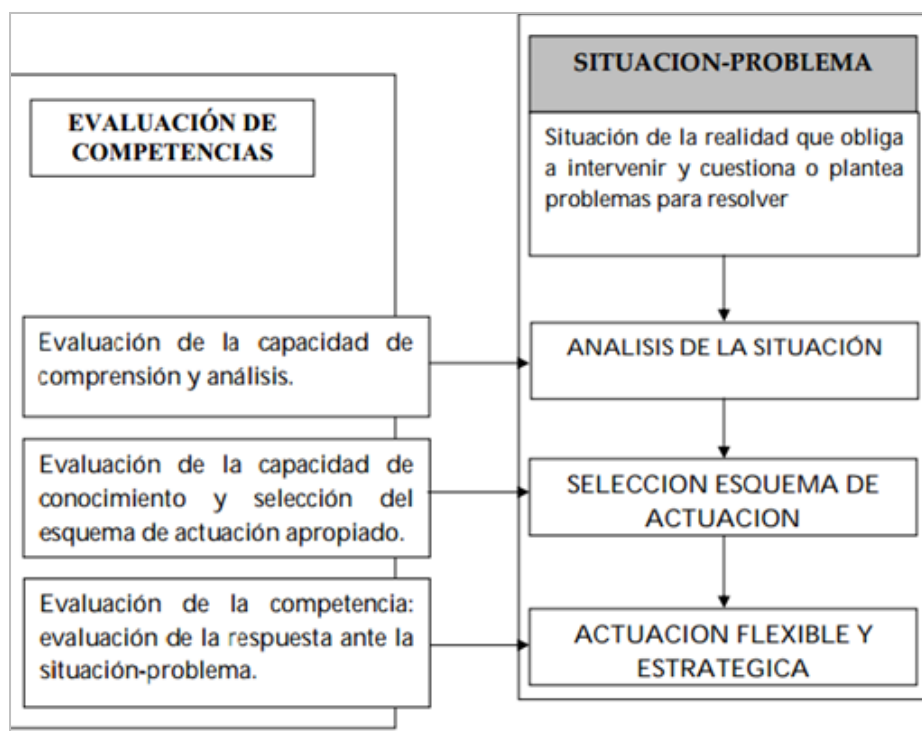 EVALUACIÓN DE
COMPETENCIAS
Evaluación de la capacidad de
comprensión y análisis.
Evaluación de la capacidad de
conocimiento y selección del
esquema de actuación apropiado.
Evaluación de la competencia:
evaluación de la respuesta ante la
situación-problema.
SITUACION-PROBLEMA
Situación de la realidad que obliga
a intervenir y cuestiona o plantea
problemas para resolver
ANALISIS DE LA SITUACIÓN
SELECCION ESQUEMA DE
ACTUACION
ACTUACION FLEXIBLE Y
ESTRATEGICA